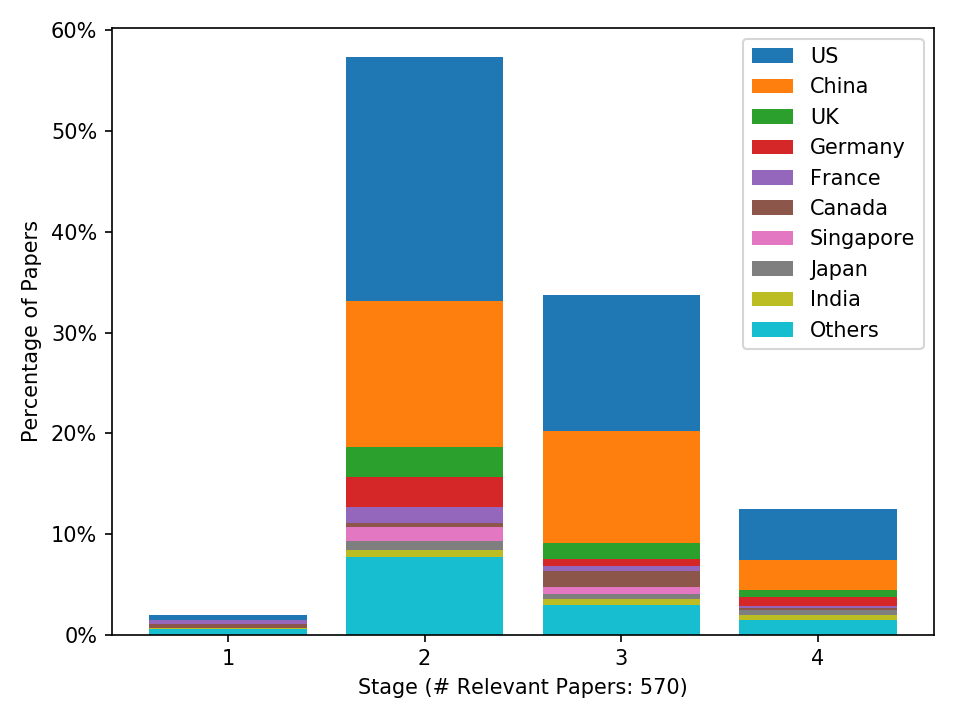 60%
50%
40%
30%
20%
10%
0%
Percentage of Papers
1 2 3 4
Stage (# Relevant Papers: 570)
US
China
UK
Germany
France
Canada
Singapore
Japan
India
Others